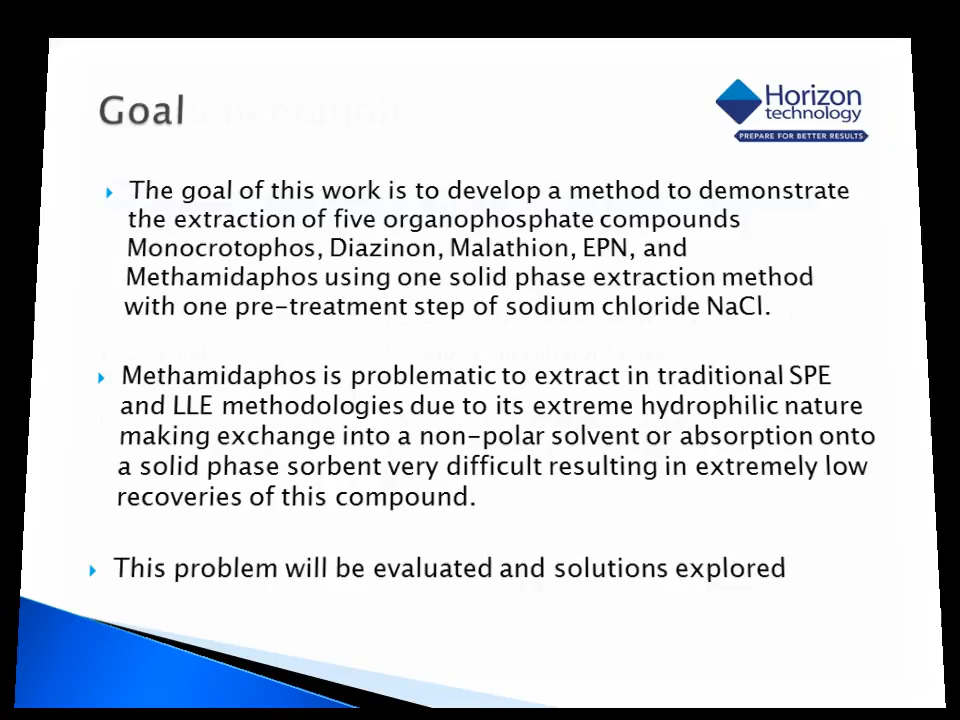 Goal
Horizon
technology
PREPARE FOR BETTER RESULTS
The goal of this work is to develop a method to demonstrate
the extraction of five organophosphate compounds
Monocrotophos, Diazinon, Malathion, EPN, and
Methamidaphos using one solid phase extraction method
with one pre-treatment step of sodium chloride NaCl.
Methamidaphos is problematic to extract in traditional SPE
and LLE methodologies due to its extreme hydrophilic nature
making exchange into a non-polar solvent or absorption onto
a solid phase sorbent very difficult resulting in extremely low
recoveries of this compound.
This problem will be evaluated and solutions explored